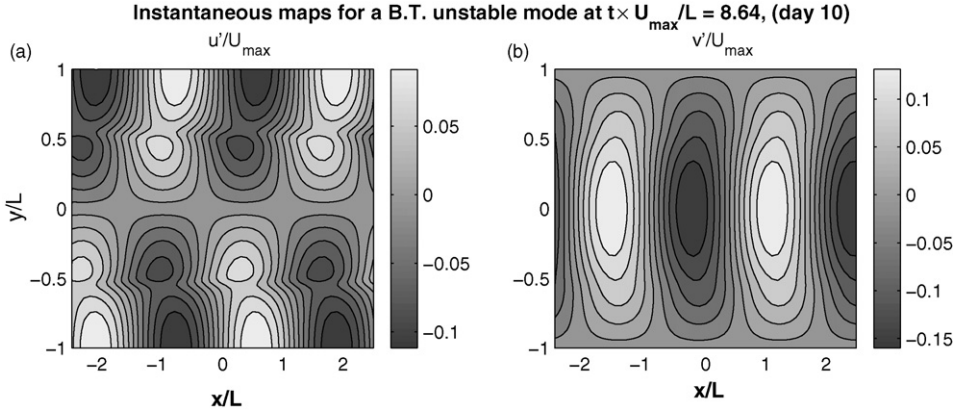 Instantaneous maps for a B.T. unstable mode at t× U_max/L = 8.64, (day 10)
(a) u'/U_max
(b) v'/U_max
1
0.5
0
−0.5
−1
y/L
−2 −1 0 1 2
x/L
0.05
0
−0.05
−0.1
1
0.5
0
−0.5
−1
−2 −1 0 1 2
x/L
0.1
0.05
0
−0.05
−0.1
−0.15